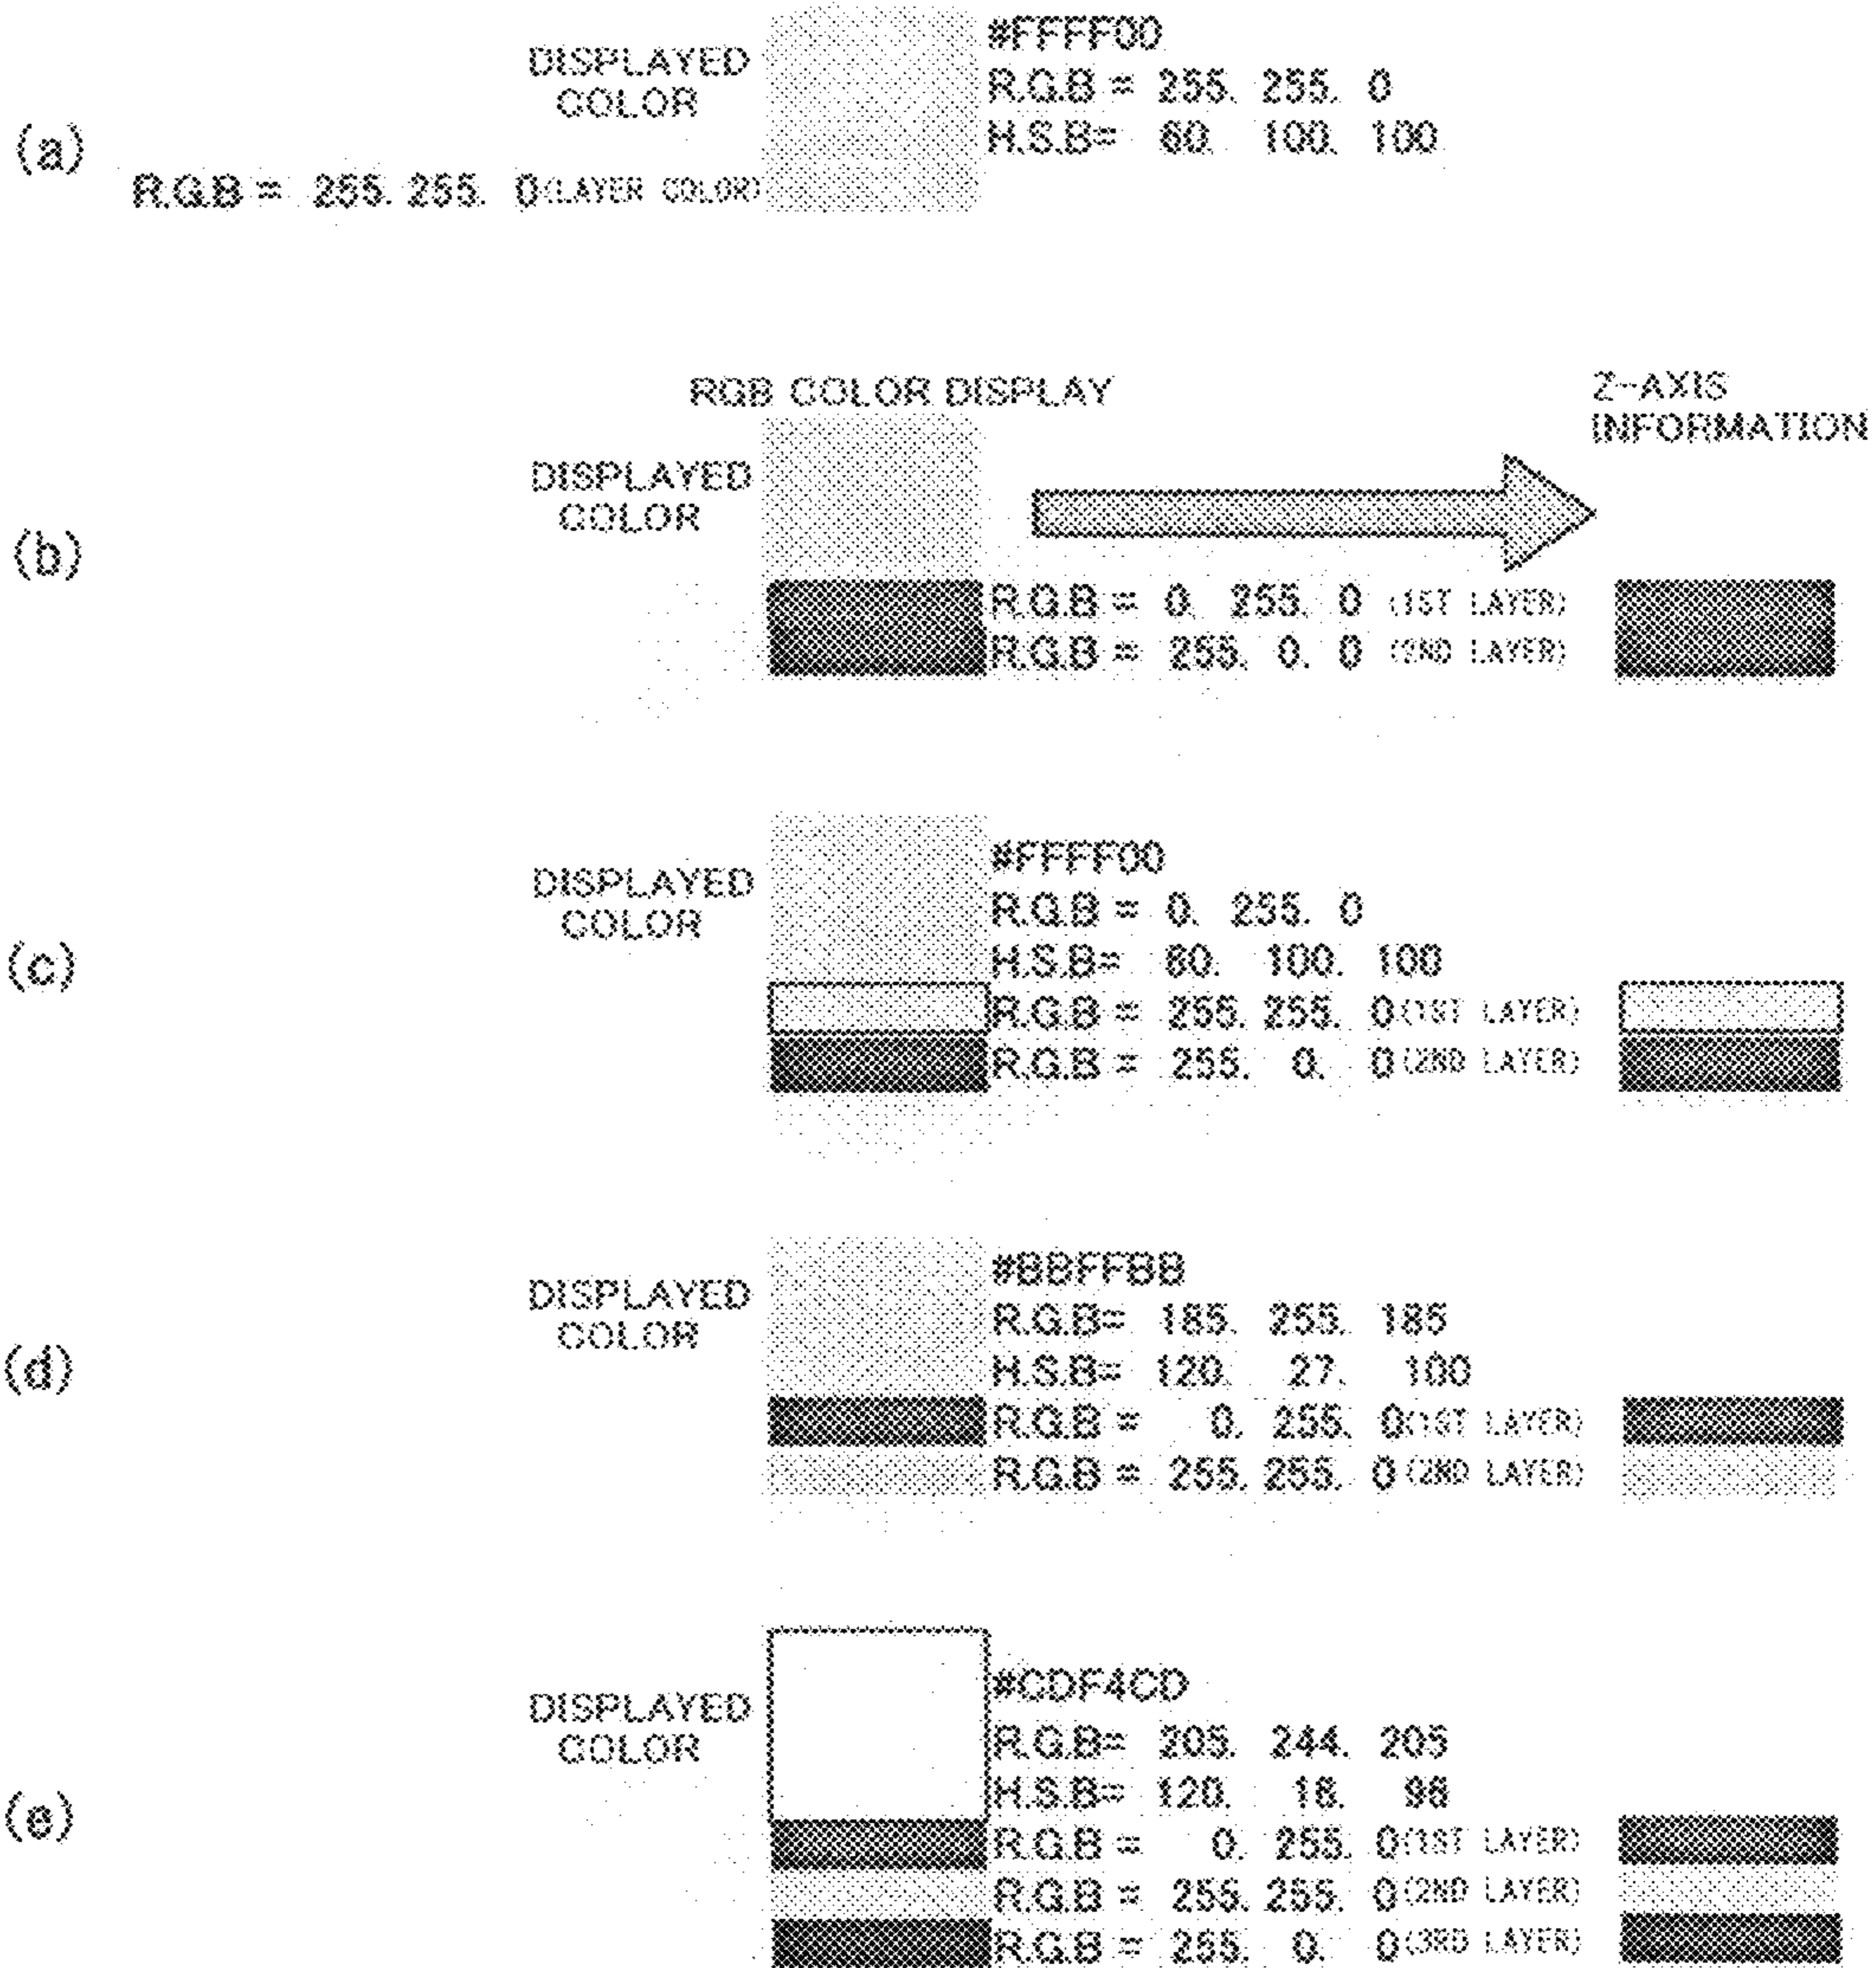 (a)
DISPLAYED
COLOR
#FFFF00
R.G.B = 255. 255. 0
H.S.B= 60. 100. 100
R.G.B = 255. 255. 0 (LAYER COLOR)
(b)
RGB COLOR DISPLAY
Z-AXIS
INFORMATION
DISPLAYED
COLOR
R.G.B = 0. 255. 0 (1ST LAYER)
R.G.B = 255. 0. 0 (2ND LAYER)
(c)
DISPLAYED
COLOR
#FFFF00
R.G.B = 0. 255. 0
H.S.B= 60. 100. 100
R.G.B = 255. 255. 0 (1ST LAYER)
R.G.B = 255. 0. 0 (2ND LAYER)
(d)
DISPLAYED
COLOR
#BBFFBB
R.G.B= 185. 255. 185
H.S.B= 120. 27. 100
R.G.B = 0. 255. 0 (1ST LAYER)
R.G.B = 255. 255. 0 (2ND LAYER)
(e)
DISPLAYED
COLOR
#CDF4CD
R.G.B= 205. 244. 205
H.S.B= 120. 16. 96
R.G.B = 0. 255. 0 (1ST LAYER)
R.G.B = 255. 255. 0 (2ND LAYER)
R.G.B = 255. 0. 0 (3RD LAYER)